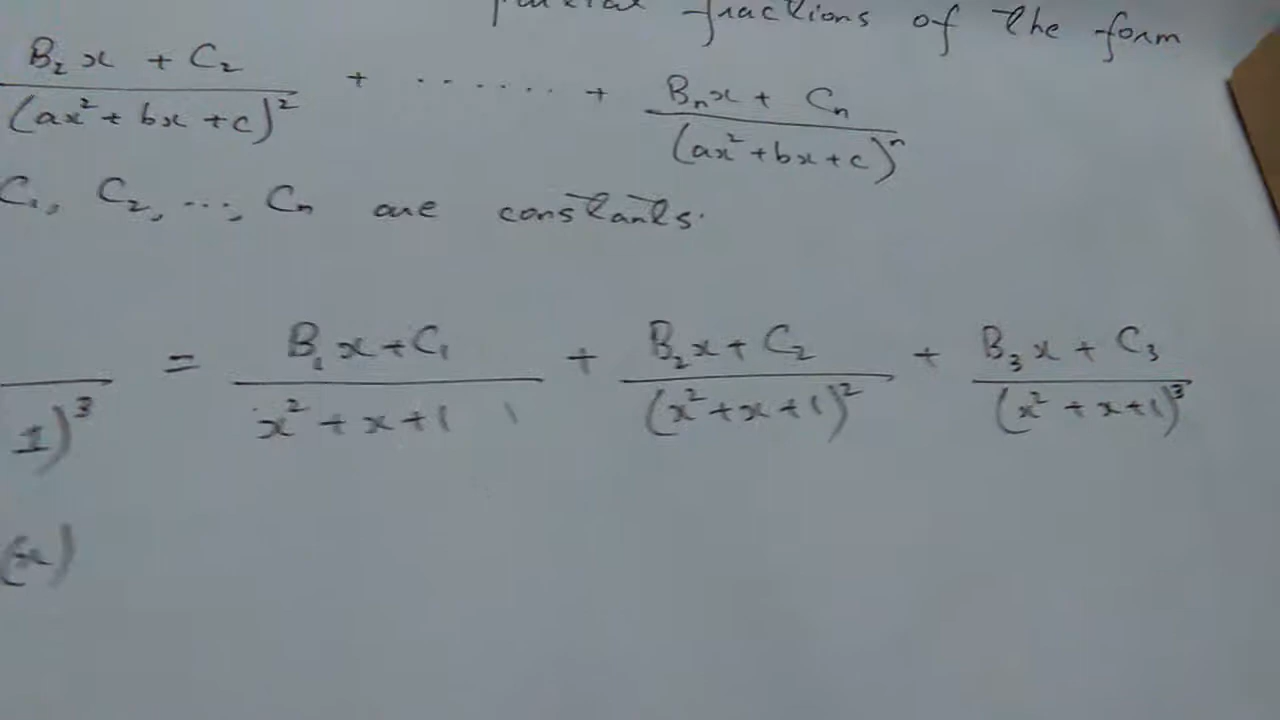 partial fractions of the form
B₂x + C₂/(ax² + bx + c)² + ...... + Bₙx + Cₙ/(ax² + bx + c)ⁿ
C₁, C₂, ..., Cₙ are constants.
/1)³ = B₁x + C₁/x² + x + 1 + B₂x + C₂/(x² + x + 1)² + B₃x + C₃/(x² + x + 1)³
(x)